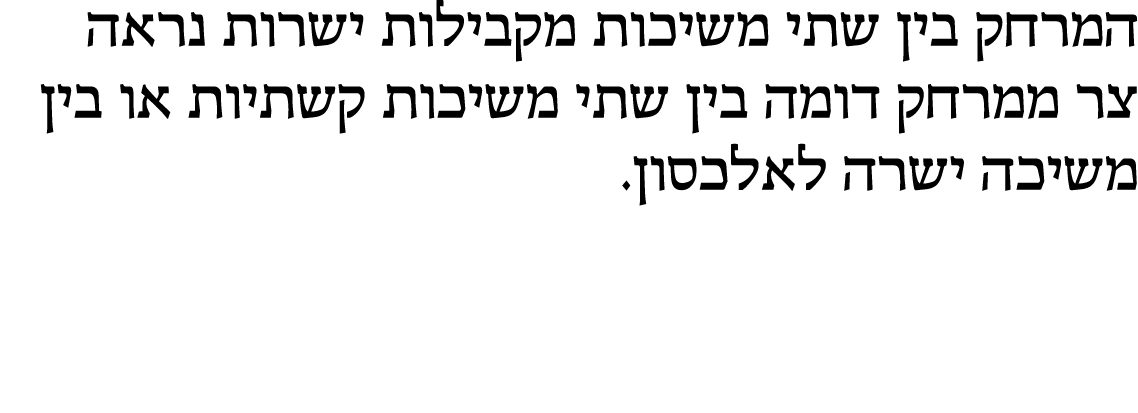 המרחק בין שתי משיכות מקבילות ישרות נראה
צר ממרחק דומה בין שתי משיכות קשתיות או בין
משיכה ישרה לאלכסון.